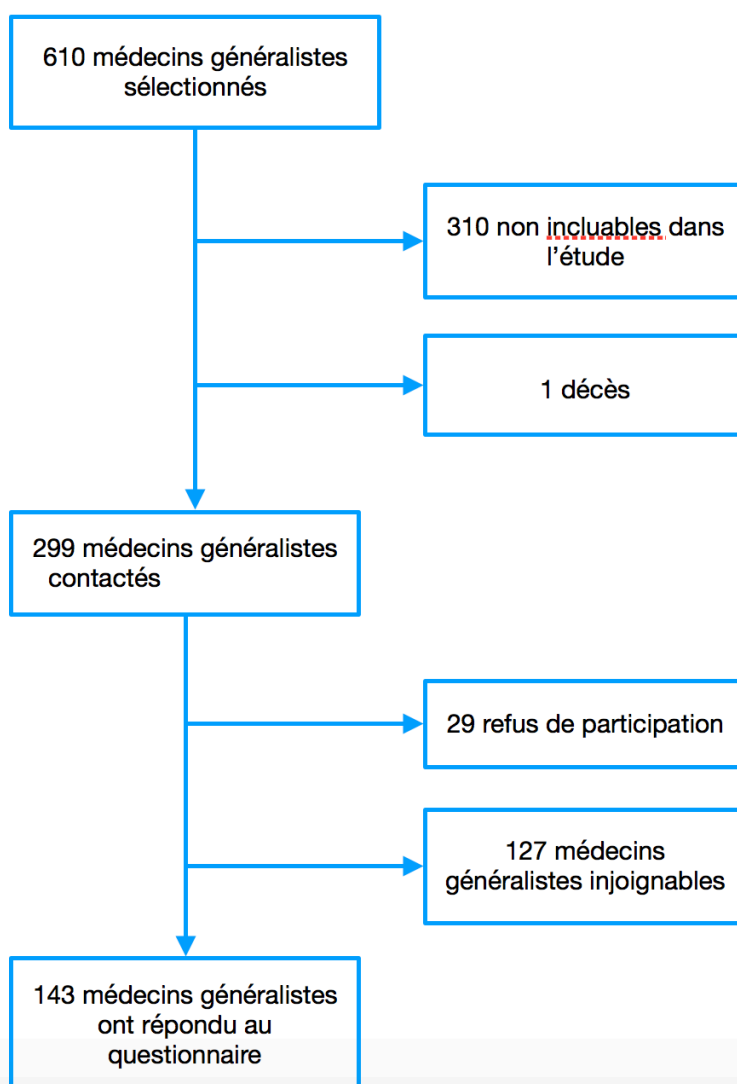 610 médecins généralistes
sélectionnés
310 non incluables dans
l’étude
1 décès
299 médecins généralistes
contactés
29 refus de participation
127 médecins
généralistes injoignables
143 médecins généralistes
ont répondu au
questionnaire